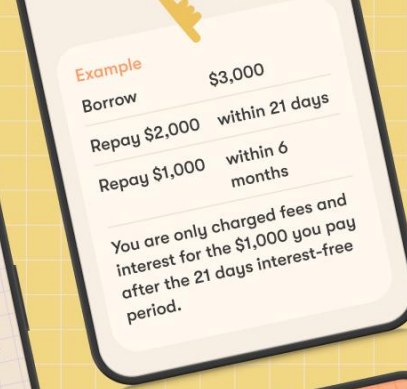 Example
Borrow $3,000
Repay $2,000 within 21 days
Repay $1,000 within 6
months
You are only charged fees and
interest for the $1,000 you pay
after the 21 days interest-free
period.